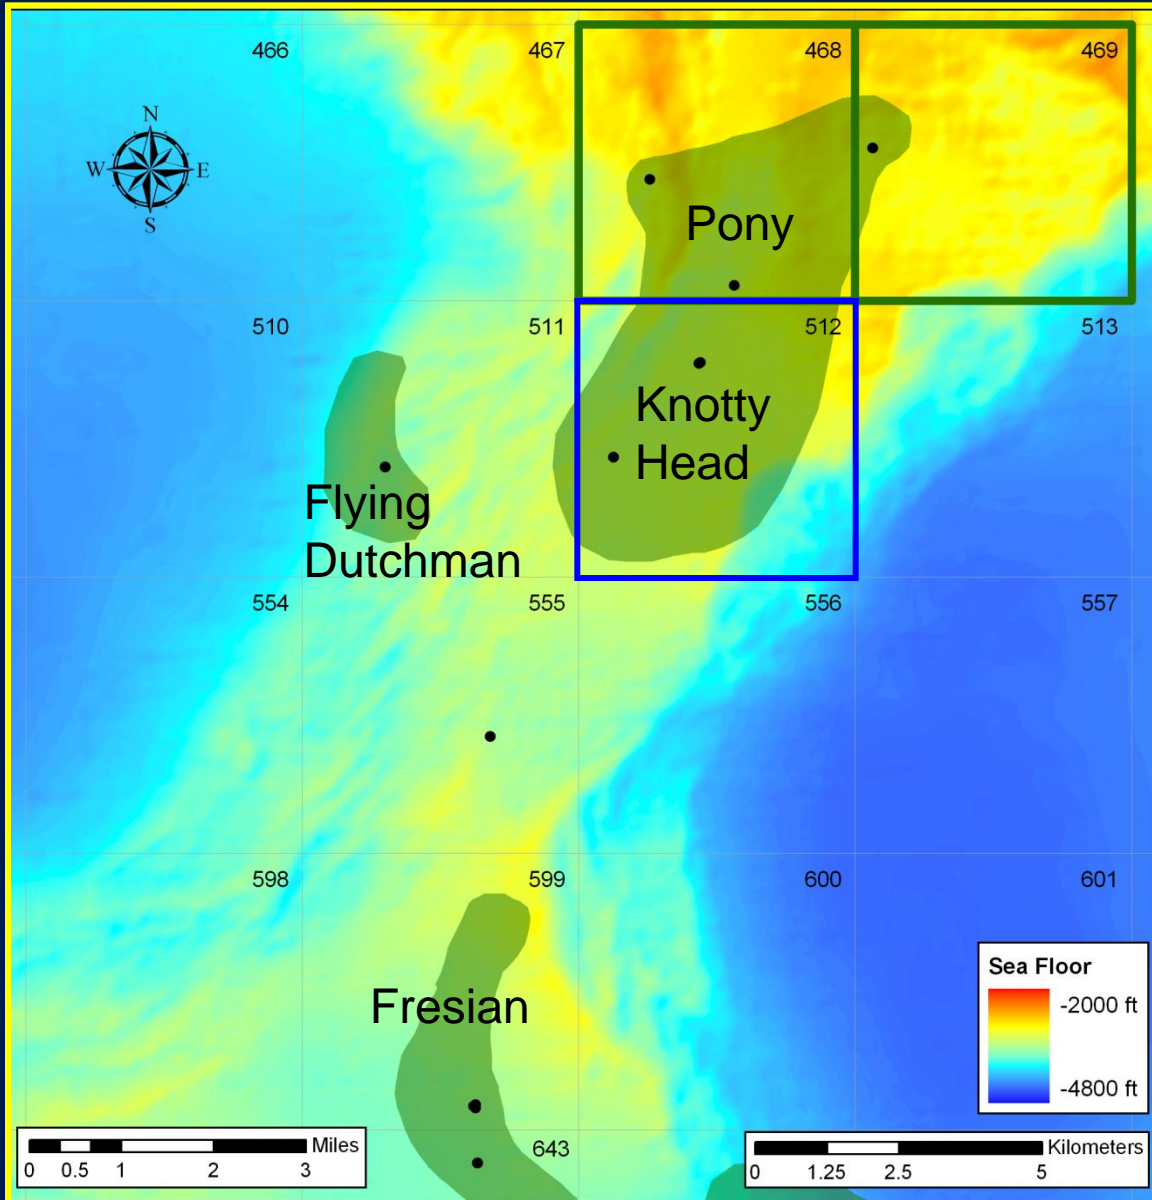 466
467
468
469
N
W
E
S
Pony
510
511
512
513
Knotty
Head
Flying
Dutchman
554
555
556
557
598
599
600
601
Sea Floor
-2000 ft
-4800 ft
Fresian
643
Miles
0 0.5 1 2 3
Kilometers
0 1.25 2.5 5